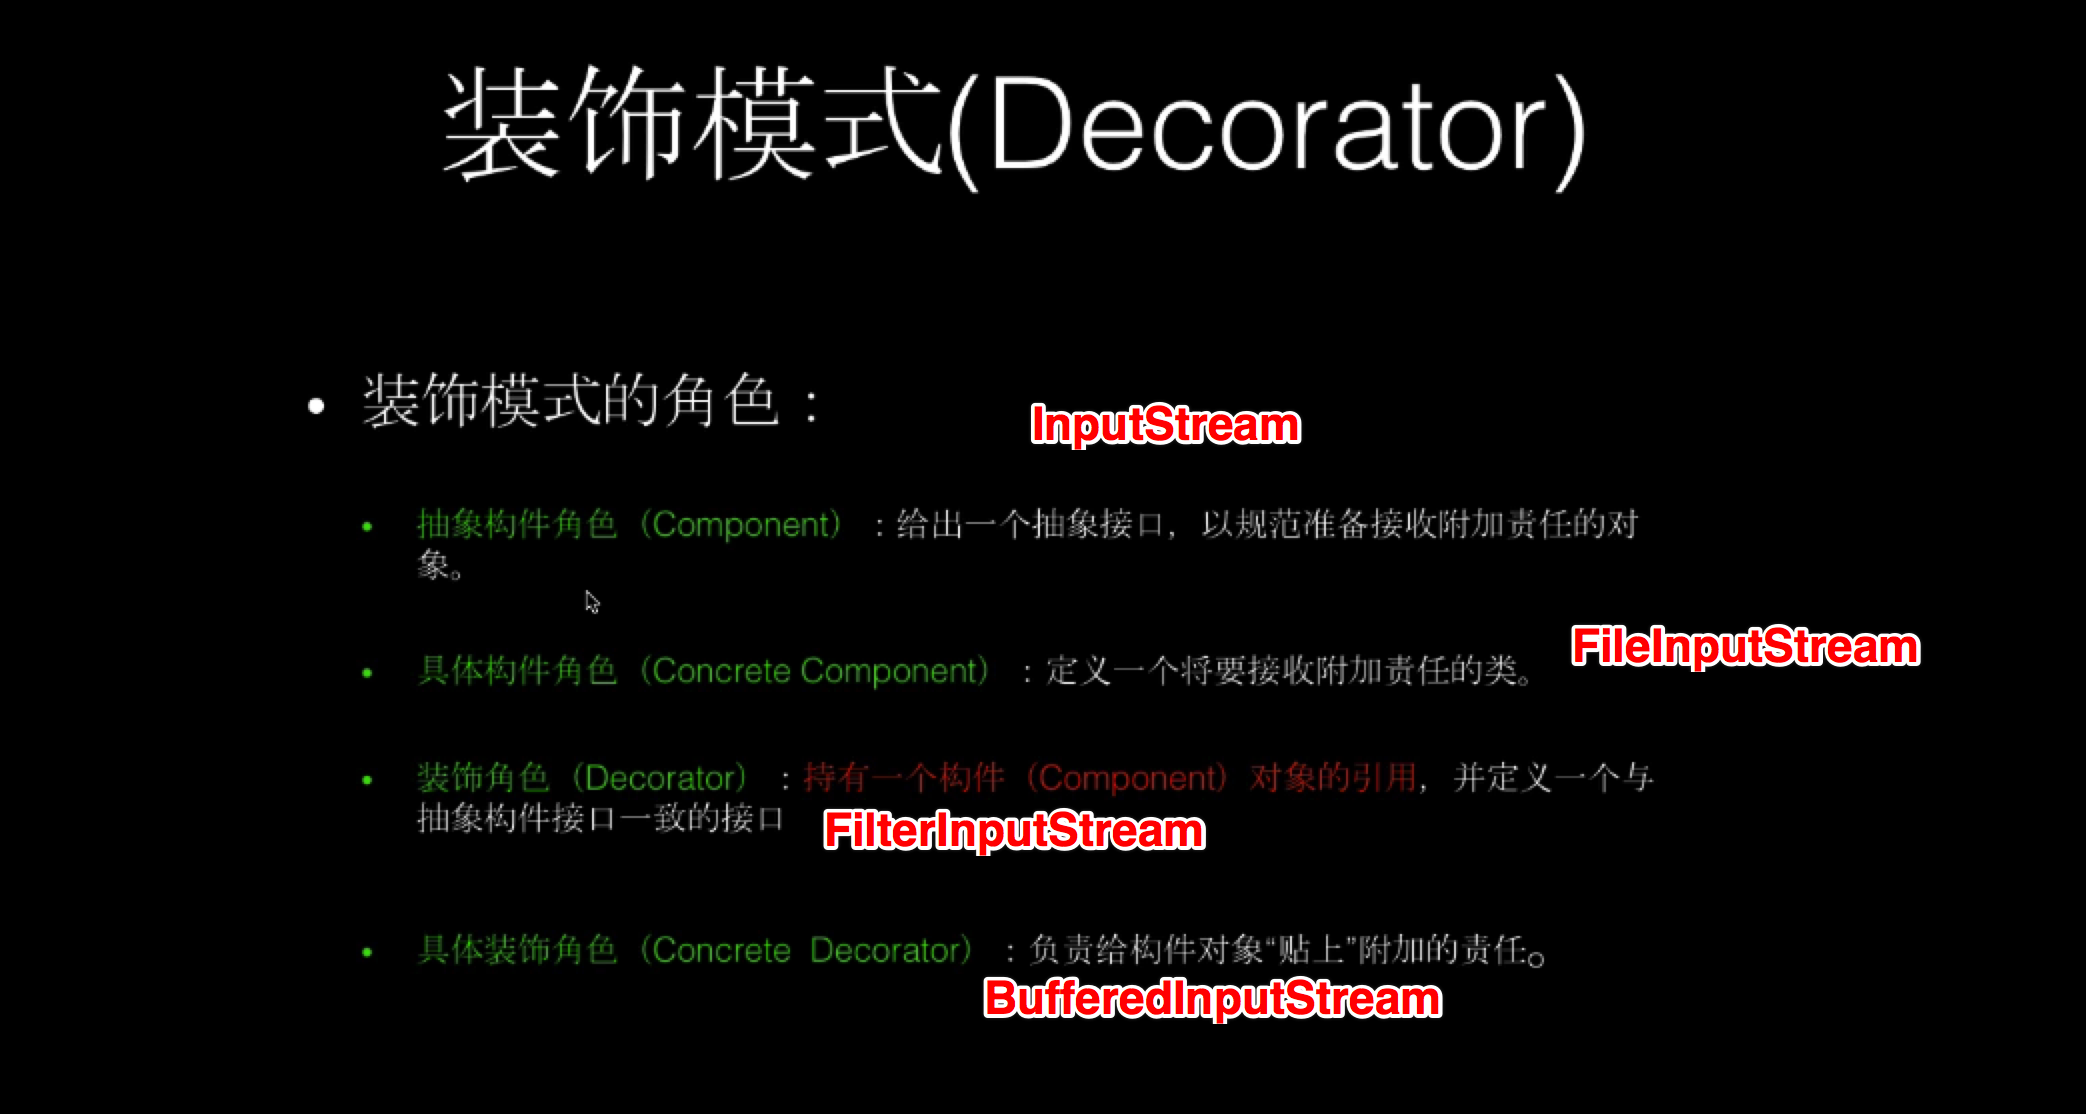 装饰模式(Decorator)
• 装饰模式的角色：
InputStream
• 抽象构件角色（Component）：给出一个抽象接口，以规范准备接收附加责任的对
象。
FileInputStream
• 具体构件角色（Concrete Component）：定义一个将要接收附加责任的类。
• 装饰角色（Decorator）：持有一个构件（Component）对象的引用，并定义一个与
抽象构件接口一致的接口
FilterInputStream
• 具体装饰角色（Concrete Decorator）：负责给构件对象“贴上”附加的责任。
BufferedInputStream